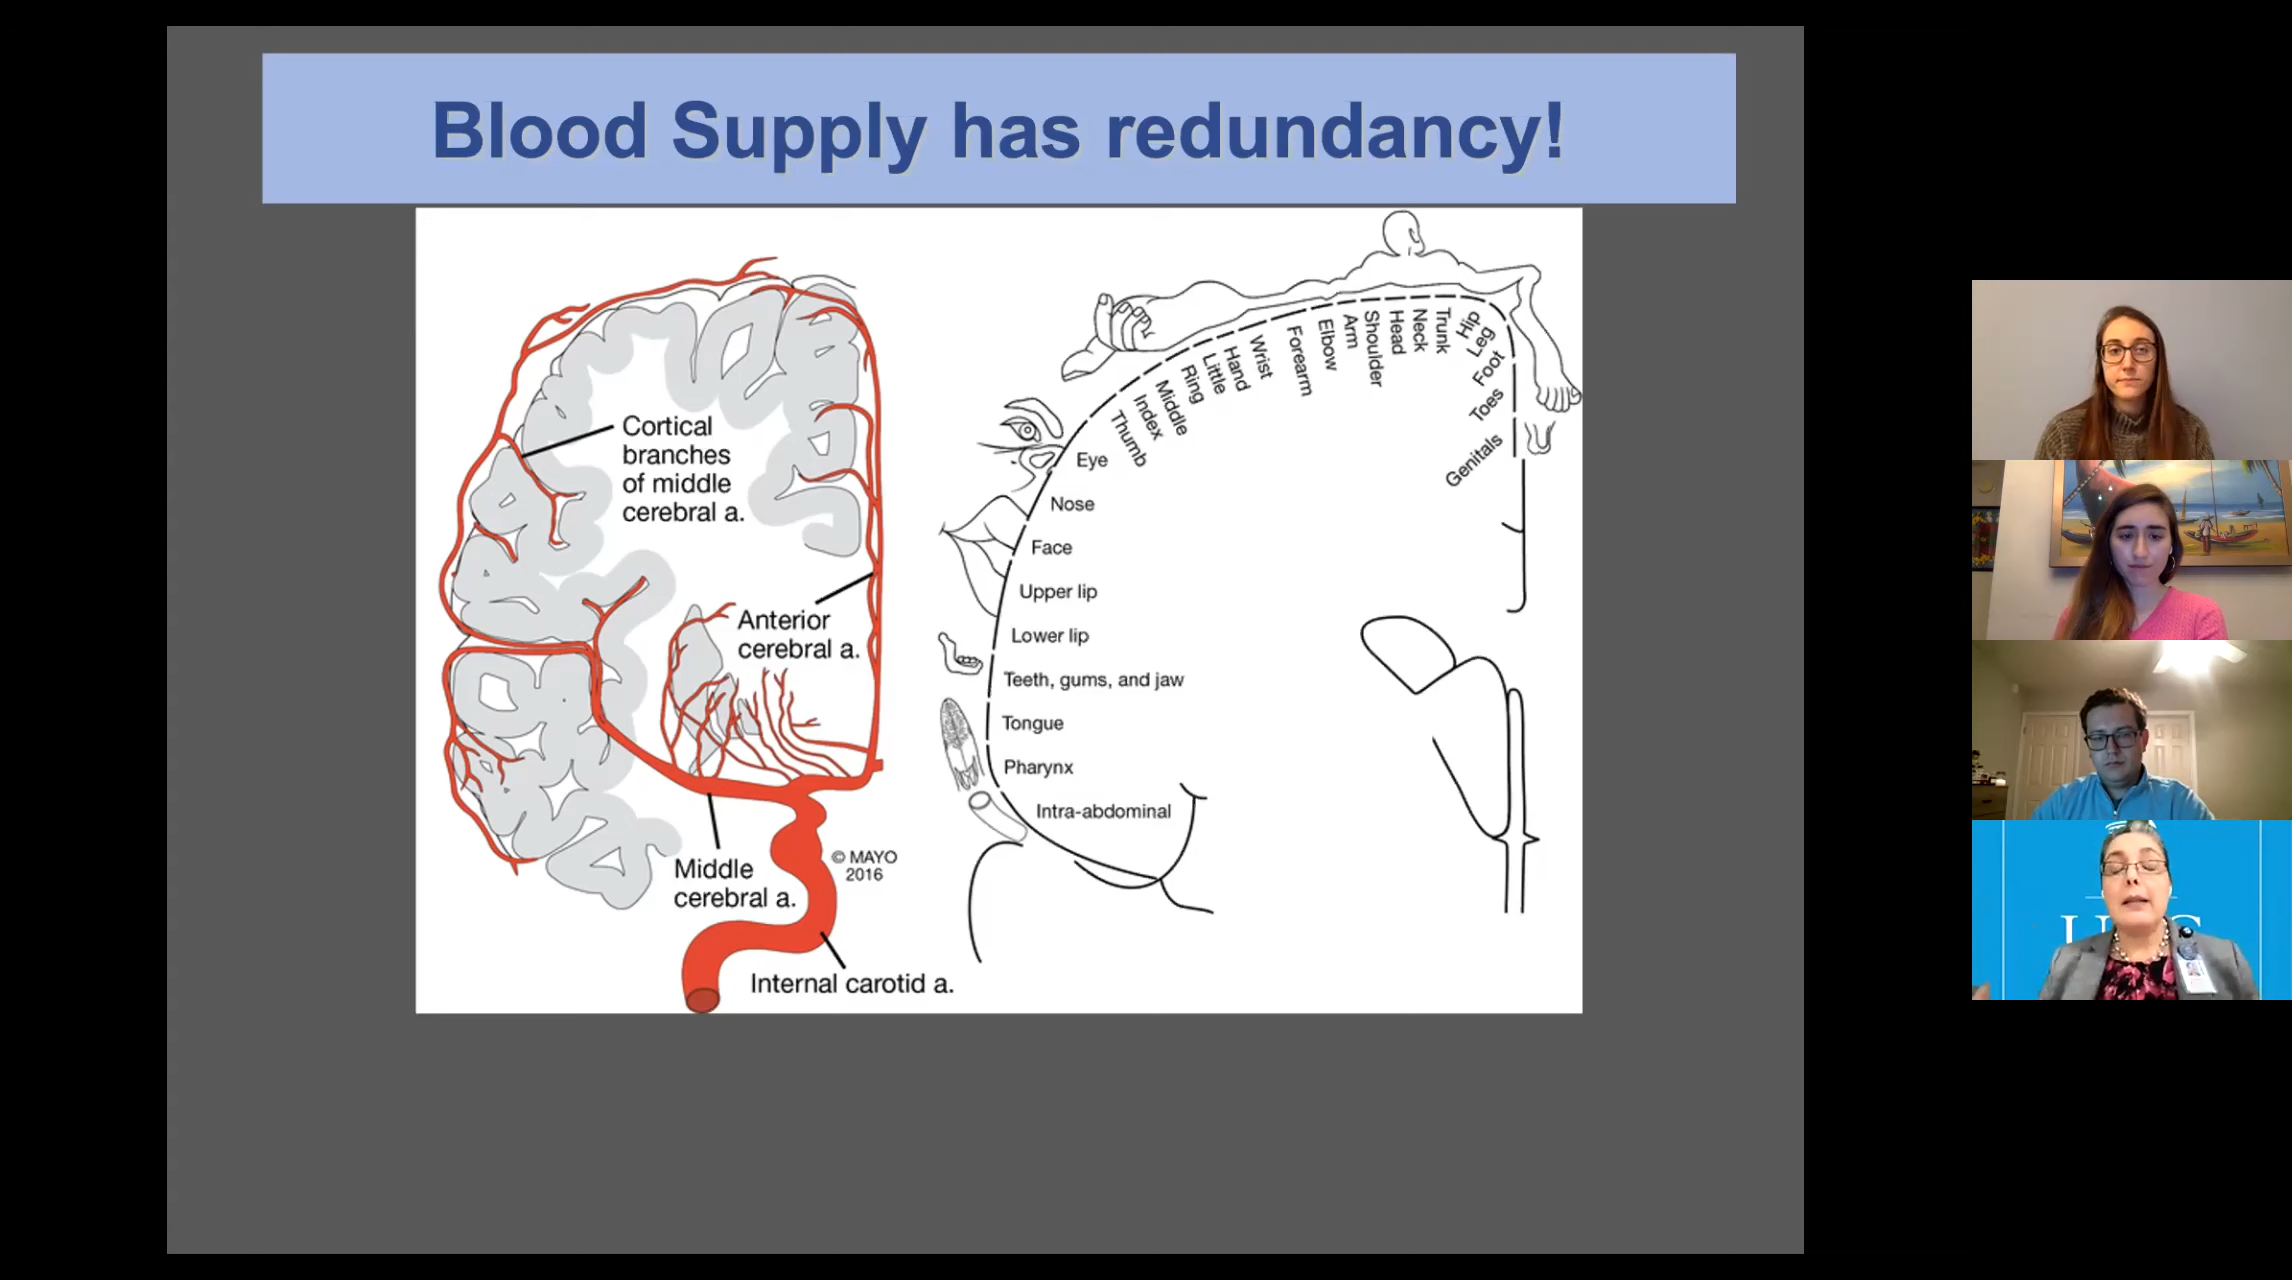 Blood Supply has redundancy!
Cortical
branches
of middle
cerebral a.
Anterior
cerebral a.
Middle
cerebral a.
© MAYO
2016
Internal carotid a.
Genitals
Toes
Foot
Leg
Hip
Trunk
Neck
Head
Shoulder
Arm
Elbow
Forearm
Wrist
Hand
Little
Ring
Middle
Index
Thumb
Eye
Nose
Face
Upper lip
Lower lip
Teeth, gums, and jaw
Tongue
Pharynx
Intra-abdominal